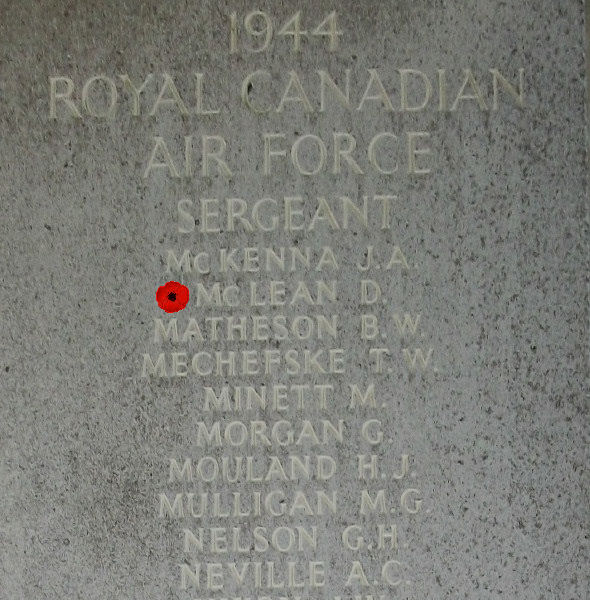 1944
ROYAL CANADIAN
AIR FORCE
SERGEANT
McKENNA J.A.
McLEAN D.
MATHESON B.W.
MECHEFSKE T.W.
MINETT M.
MORGAN G.
MOULAND H.J.
MULLIGAN M.G.
NELSON G.H.
NEVILLE A.C.